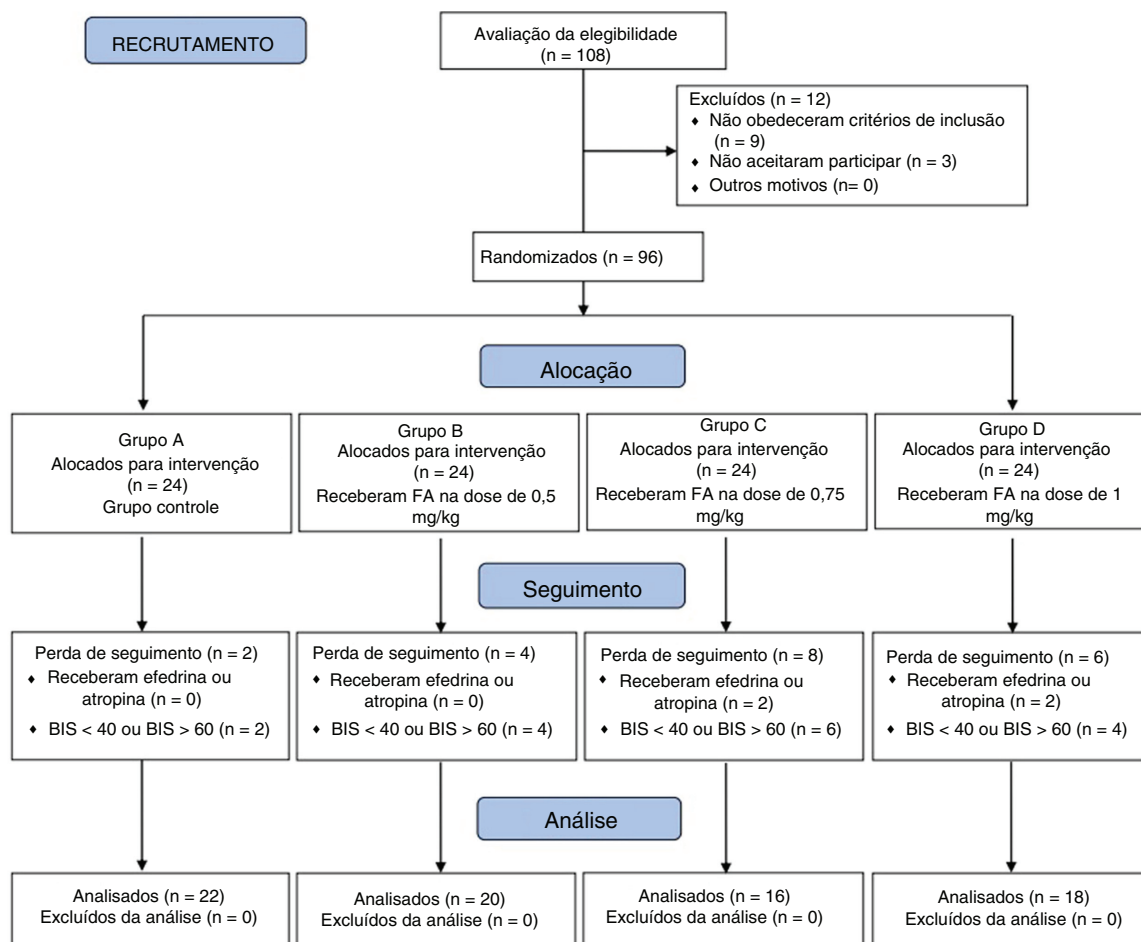 RECRUTAMENTO
Avaliação da elegibilidade
(n = 108)
Excluídos (n = 12)
♦ Não obedeceram critérios de inclusão
(n = 9)
♦ Não aceitaram participar (n = 3)
♦ Outros motivos (n= 0)
Randomizados (n = 96)
Alocação
Grupo A
Alocados para intervenção
(n = 24)
Grupo controle
Grupo B
Alocados para intervenção
(n = 24)
Receberam FA na dose de 0,5
mg/kg
Grupo C
Alocados para intervenção
(n = 24)
Receberam FA na dose de 0,75
mg/kg
Grupo D
Alocados para intervenção
(n = 24)
Receberam FA na dose de 1
mg/kg
Seguimento
Perda de seguimento (n = 2)
♦ Receberam efedrina ou
atropina (n = 0)
♦ BIS < 40 ou BIS > 60 (n = 2)
Perda de seguimento (n = 4)
♦ Receberam efedrina ou
atropina (n = 0)
♦ BIS < 40 ou BIS > 60 (n = 4)
Perda de seguimento (n = 8)
♦ Receberam efedrina ou
atropina (n = 2)
♦ BIS < 40 ou BIS > 60 (n = 6)
Perda de seguimento (n = 6)
♦ Receberam efedrina ou
atropina (n = 2)
♦ BIS < 40 ou BIS > 60 (n = 4)
Análise
Analisados (n = 22)
Excluídos da análise (n = 0)
Analisados (n = 20)
Excluídos da análise (n = 0)
Analisados (n = 16)
Excluídos da análise (n = 0)
Analisados (n = 18)
Excluídos da análise (n = 0)